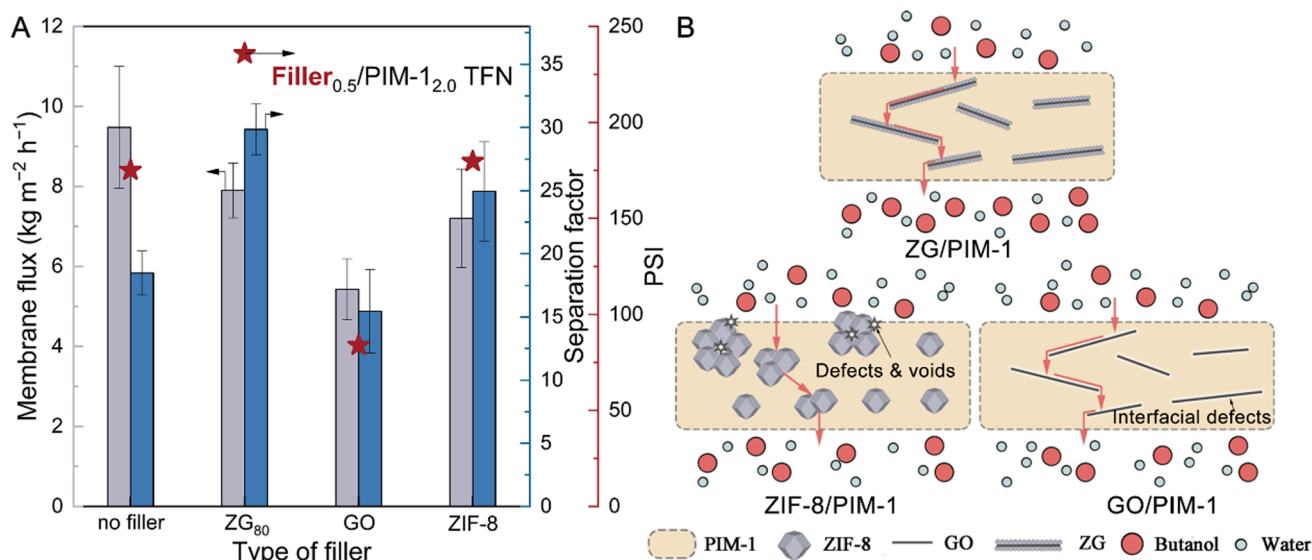 A
Membrane flux (kg m⁻² h⁻¹)
12
10
8
6
4
2
0
Filler₀.₅/PIM-1₂.₀ TFN
35
30
25
20
15
10
5
0
Separation factor
250
200
150
100
50
0
PSI
no filler
ZG₈₀
GO
ZIF-8
Type of filler
B
ZG/PIM-1
Defects & voids
Interfacial defects
ZIF-8/PIM-1
GO/PIM-1
PIM-1
ZIF-8
GO
ZG
Butanol
Water